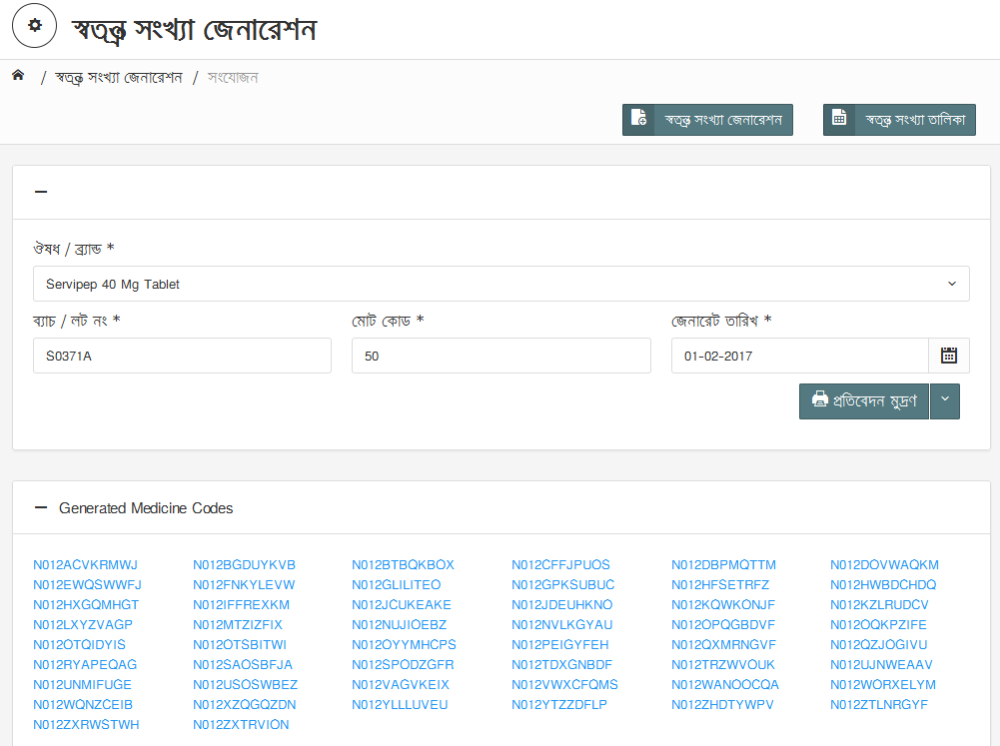 স্বতন্ত্র সংখ্যা জেনারেশন
/ স্বতন্ত্র সংখ্যা জেনারেশন / সংযোজন
স্বতন্ত্র সংখ্যা জেনারেশন স্বতন্ত্র সংখ্যা তালিকা
ঔষধ / ব্র্যান্ড *
Servipep 40 Mg Tablet
ব্যাচ / লট নং * মোট কোড * জেনারেট তারিখ *
S0371A 50 01-02-2017
প্রতিবেদন মুদ্রণ
Generated Medicine Codes
N012ACVKRMWJ N012BGDUYKVB N012BTBQKBOX N012CFFJPUOS N012DBPMQTTM N012DOVWAQKM
N012EWQSWWFJ N012FNKYLEVW N012GLILITEO N012GPKSUBUC N012HFSETRFZ N012HWBDCHDQ
N012HXGQMHGT N012IFFREXKM N012JCUKEAKE N012JDEUHKNO N012KQWKONJF N012KZLRUDCV
N012LXYZVAGP N012MTZIZFIX N012NUJIOEBZ N012NVLKGYAU N012OPQGBDVF N012OQKPZIFE
N012OTQIDYIS N012OTSBITWI N012OYYMHCPS N012PEIGYFEH N012QXMRNGVF N012QZJOGIVU
N012RYAPEQAG N012SAOSBFJA N012SPODZGFR N012TDXGNBDF N012TRZWVOUK N012UJNWEAAV
N012UNMIFUGE N012USOSWBEZ N012VAGVKEIX N012VWXCFQMS N012WANOOCQA N012WORXELYM
N012WQNZCEIB N012XZQGQZDN N012YLLLUVEU N012YTZZDFLP N012ZHDTYWPV N012ZTLNRGYF
N012ZXRWSTWH N012ZXTRVION